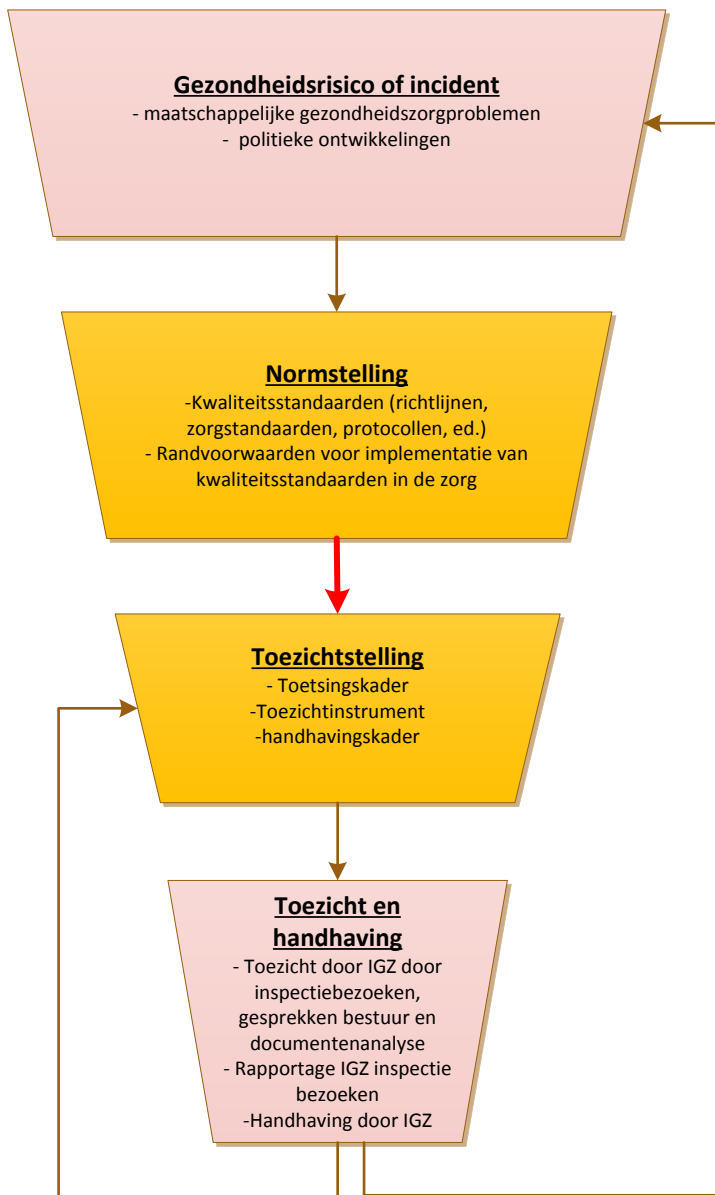 Gezondheidsrisico of incident
- maatschappelijke gezondheidszorgproblemen
- politieke ontwikkelingen
Normstelling
-Kwaliteitsstandaarden (richtlijnen,
zorgstandaarden, protocollen, ed.)
- Randvoorwaarden voor implementatie van
kwaliteitsstandaarden in de zorg
Toezichtstelling
- Toetsingskader
-Toezichtinstrument
-handhavingskader
Toezicht en
handhaving
- Toezicht door IGZ door
inspectiebezoeken,
gesprekken bestuur en
documentenanalyse
- Rapportage IGZ inspectie
bezoeken
-Handhaving door IGZ